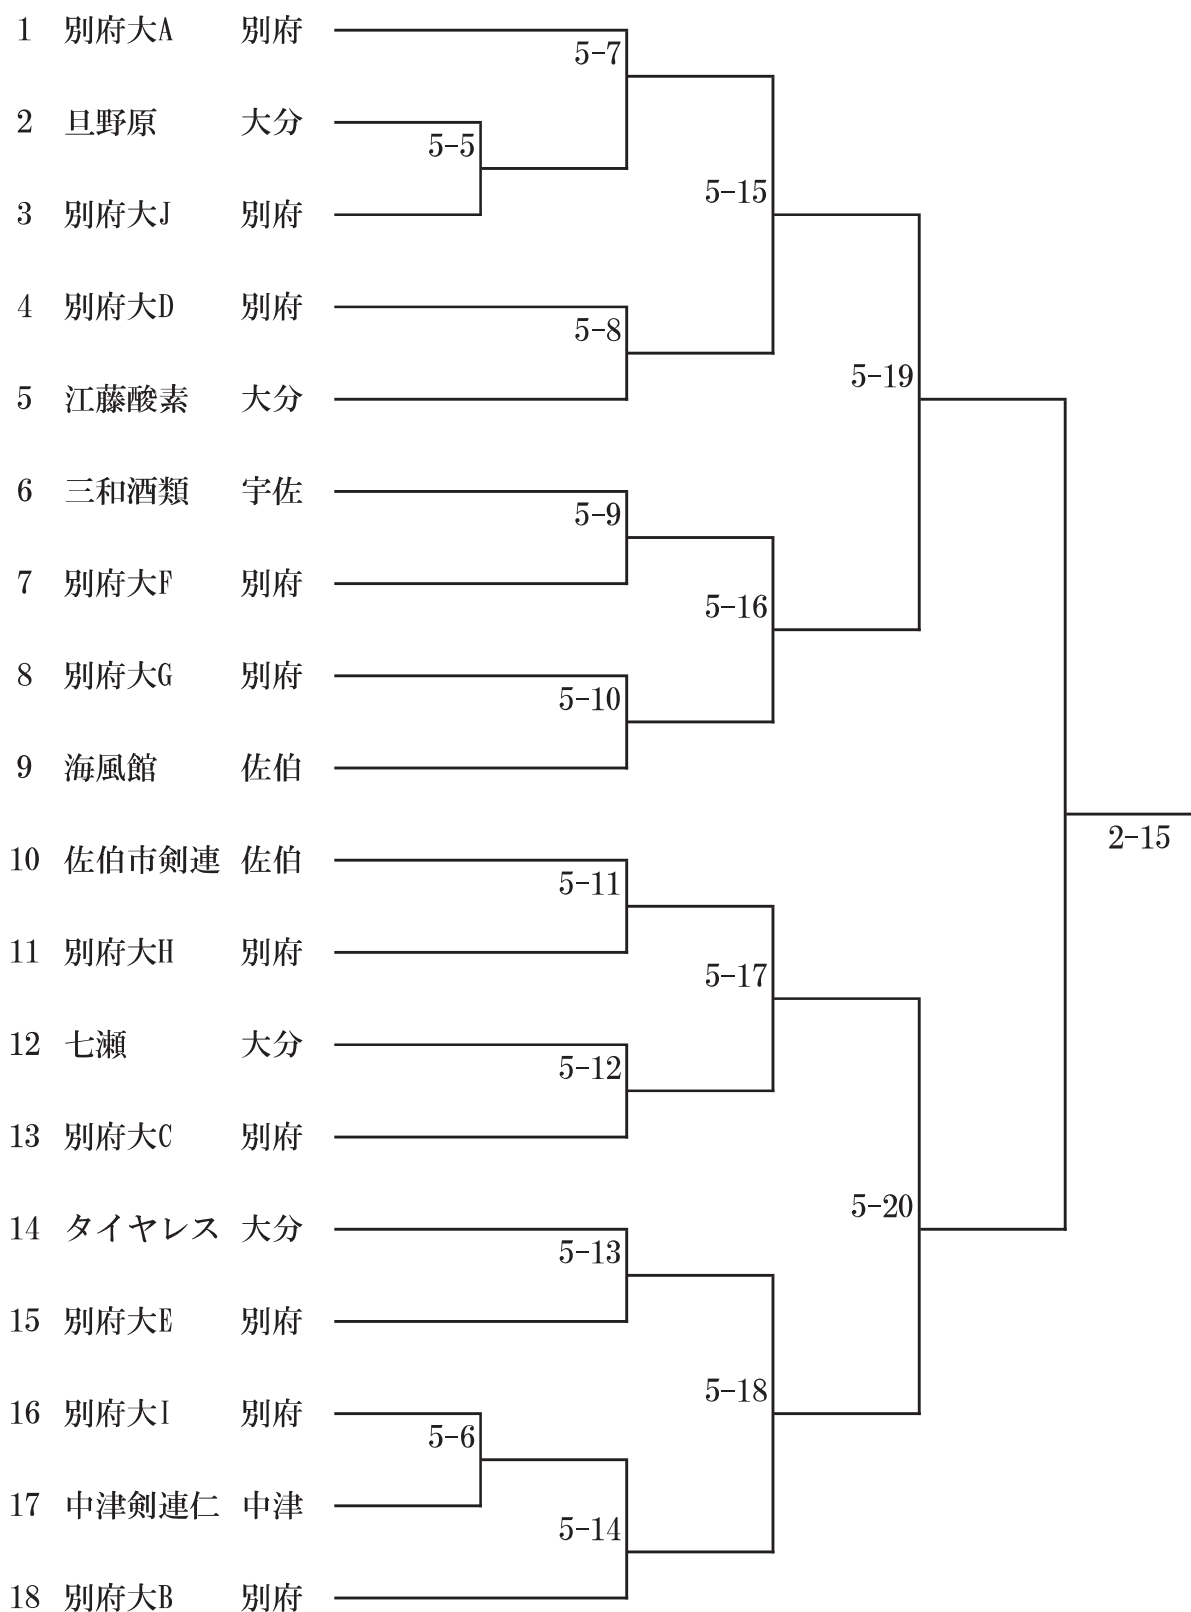 1 別府大A 別府
5-7
2 旦野原 大分
5-5
5-15
3 別府大J 別府
4 別府大D 別府
5-8
5-19
5 江藤酸素 大分
6 三和酒類 宇佐
5-9
7 別府大F 別府
5-16
8 別府大G 別府
5-10
9 海風館 佐伯
2-15
10 佐伯市剣連 佐伯
5-11
11 別府大H 別府
5-17
12 七瀬 大分
5-12
13 別府大C 別府
5-20
14 タイヤレス 大分
5-13
15 別府大E 別府
5-18
16 別府大I 別府
5-6
17 中津剣連仁 中津
5-14
18 別府大B 別府